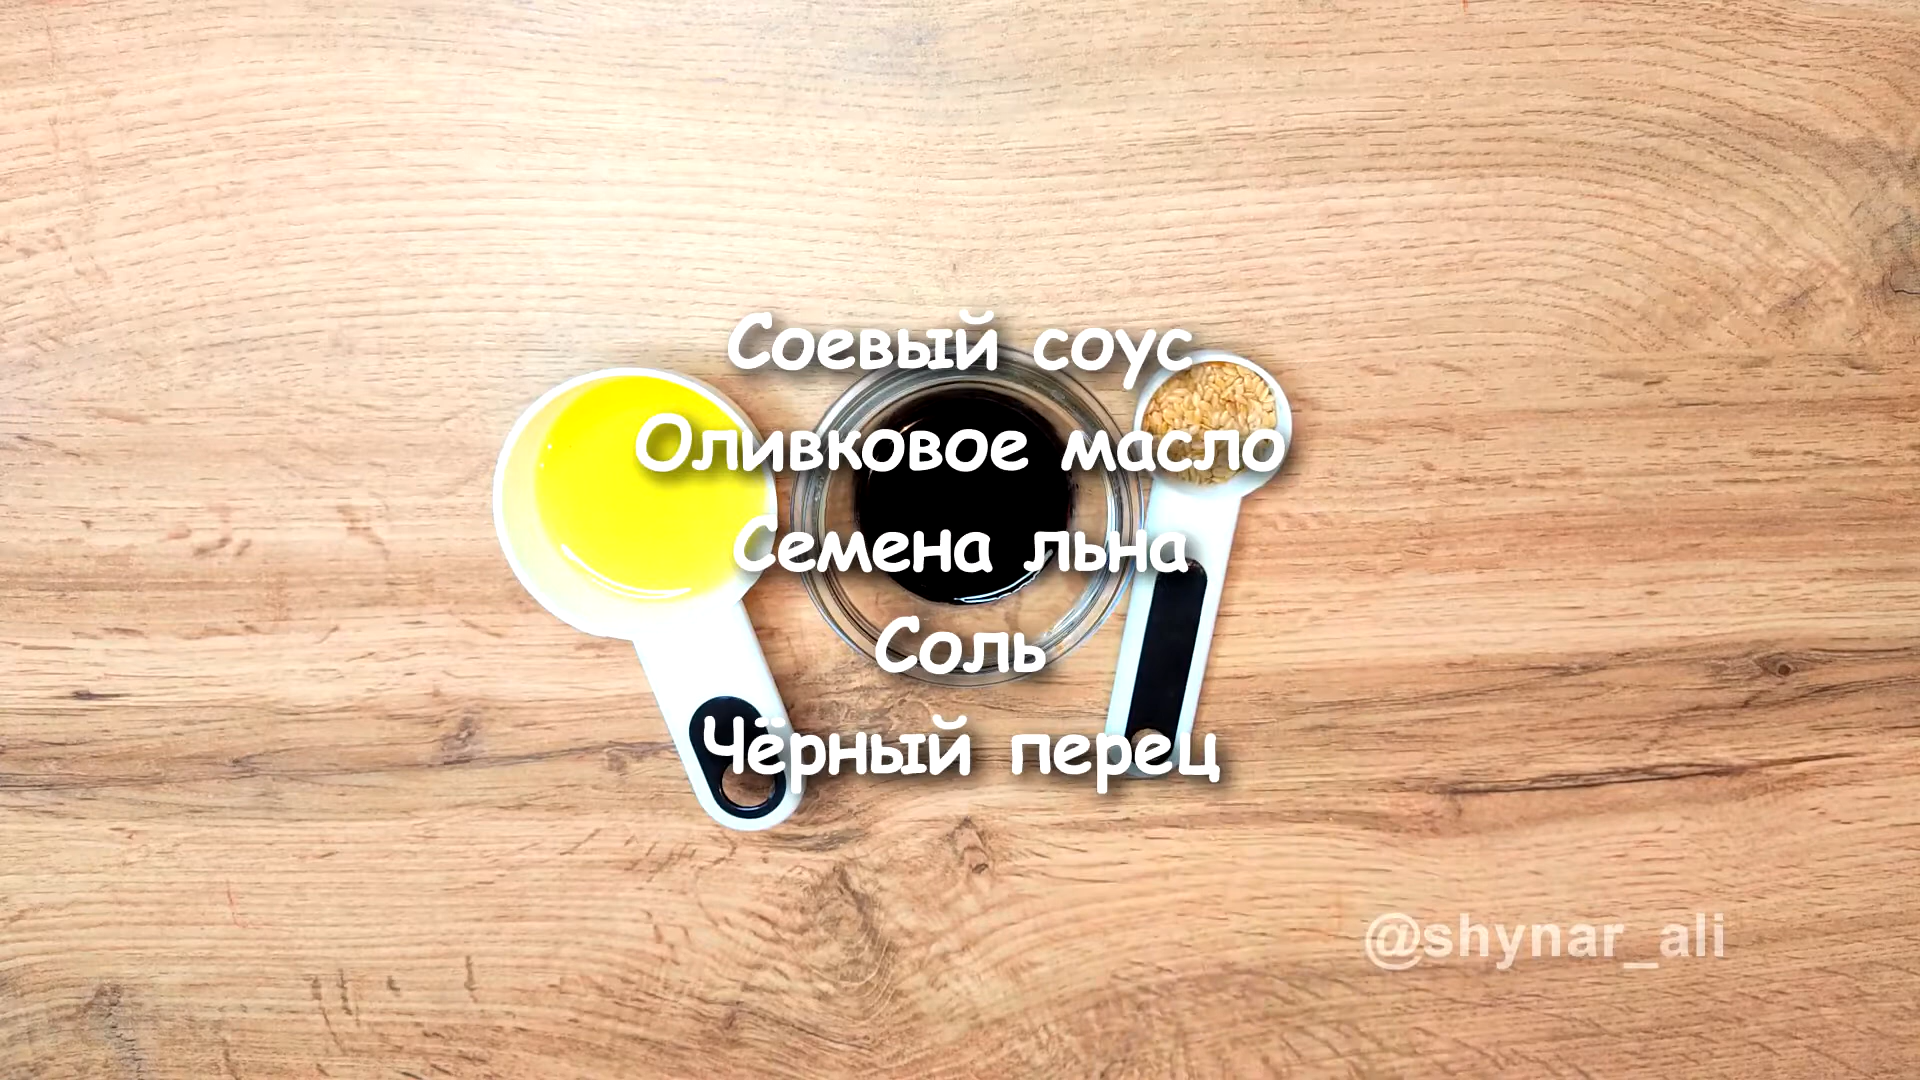 Соевый соус
Оливковое масло
Семена льна
Соль
Чёрный перец
@shynar_ali